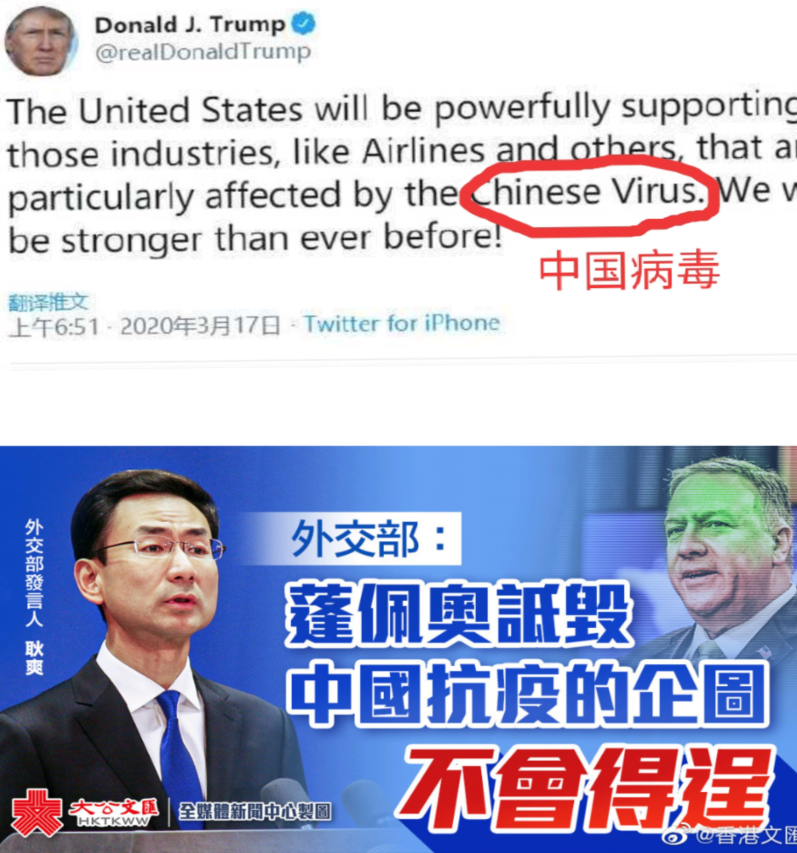 Donald J. Trump
@realDonaldTrump
The United States will be powerfully supporting
those industries, like Airlines and others, that
particularly affected by the Chinese Virus. We
be stronger than ever before!
中国病毒
翻译推文
上午6:51 · 2020年3月17日 · Twitter for iPhone
外交部：
蓬佩奧詆毀
中國抗疫的企圖
不會得逞
外交部發言人 耿爽
大公文匯
HKTKWW
全媒體新聞中心製圖
@香港文匯